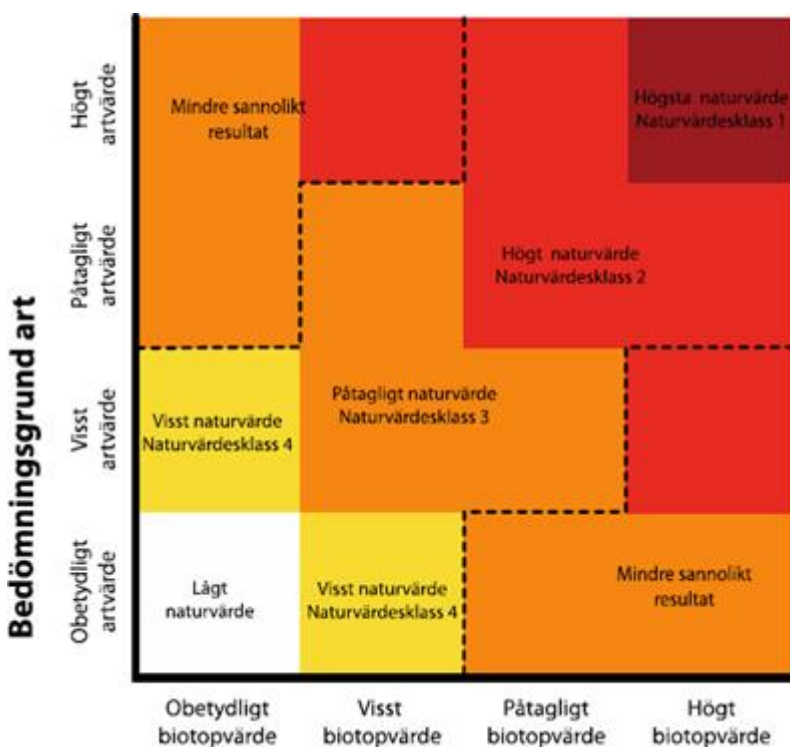 Bedömningsgrund art
Högt
artvärde
Påtagligt
artvärde
Visst
artvärde
Obetydligt
artvärde
Mindre sannolikt
resultat
Högsta naturvärde
Naturvärdesklass 1
Högt naturvärde
Naturvärdesklass 2
Påtagligt naturvärde
Naturvärdesklass 3
Visst naturvärde
Naturvärdesklass 4
Lågt
naturvärde
Visst naturvärde
Naturvärdesklass 4
Mindre sannolikt
resultat
Obetydligt
biotopvärde
Visst
biotopvärde
Påtagligt
biotopvärde
Högt
biotopvärde